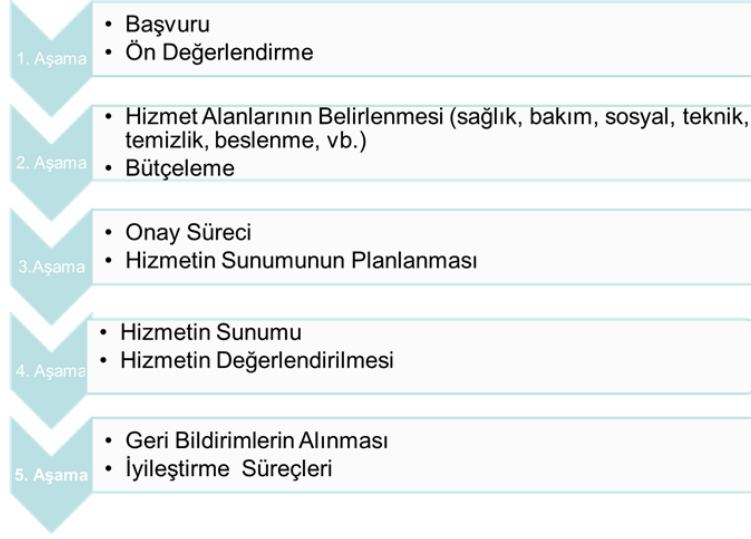 1. Aşama
• Başvuru
• Ön Değerlendirme
2. Aşama
• Hizmet Alanlarının Belirlenmesi (sağlık, bakım, sosyal, teknik,
temizlik, beslenme, vb.)
• Bütçeleme
3.Aşama
• Onay Süreci
• Hizmetin Sunumunun Planlanması
4. Aşama
• Hizmetin Sunumu
• Hizmetin Değerlendirilmesi
5. Aşama
• Geri Bildirimlerin Alınması
• İyileştirme Süreçleri